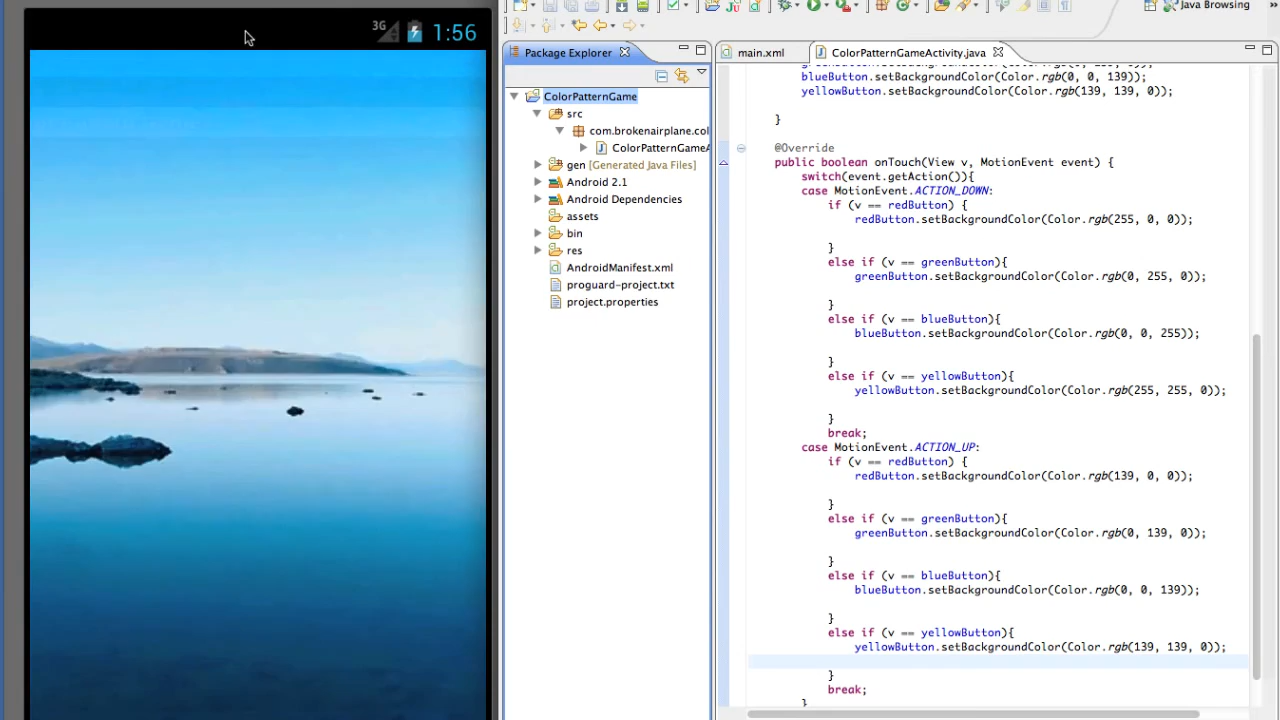 3G 1:56
Java Browsing
Package Explorer
ColorPatternGame
src
com.brokenairplane.col
ColorPatternGameA
gen [Generated Java Files]
Android 2.1
Android Dependencies
assets
bin
res
AndroidManifest.xml
proguard-project.txt
project.properties
main.xml
ColorPatternGameActivity.java
blueButton.setBackgroundColor(Color.rgb(0, 0, 139));
yellowButton.setBackgroundColor(Color.rgb(139, 139, 0));
}
@Override
public boolean onTouch(View v, MotionEvent event) {
switch(event.getAction()){
case MotionEvent.ACTION_DOWN:
if (v == redButton) {
redButton.setBackgroundColor(Color.rgb(255, 0, 0));
}
else if (v == greenButton){
greenButton.setBackgroundColor(Color.rgb(0, 255, 0));
}
else if (v == blueButton){
blueButton.setBackgroundColor(Color.rgb(0, 0, 255));
}
else if (v == yellowButton){
yellowButton.setBackgroundColor(Color.rgb(255, 255, 0));
}
break;
case MotionEvent.ACTION_UP:
if (v == redButton) {
redButton.setBackgroundColor(Color.rgb(139, 0, 0));
}
else if (v == greenButton){
greenButton.setBackgroundColor(Color.rgb(0, 139, 0));
}
else if (v == blueButton){
blueButton.setBackgroundColor(Color.rgb(0, 0, 139));
}
else if (v == yellowButton){
yellowButton.setBackgroundColor(Color.rgb(139, 139, 0));
}
break;
}